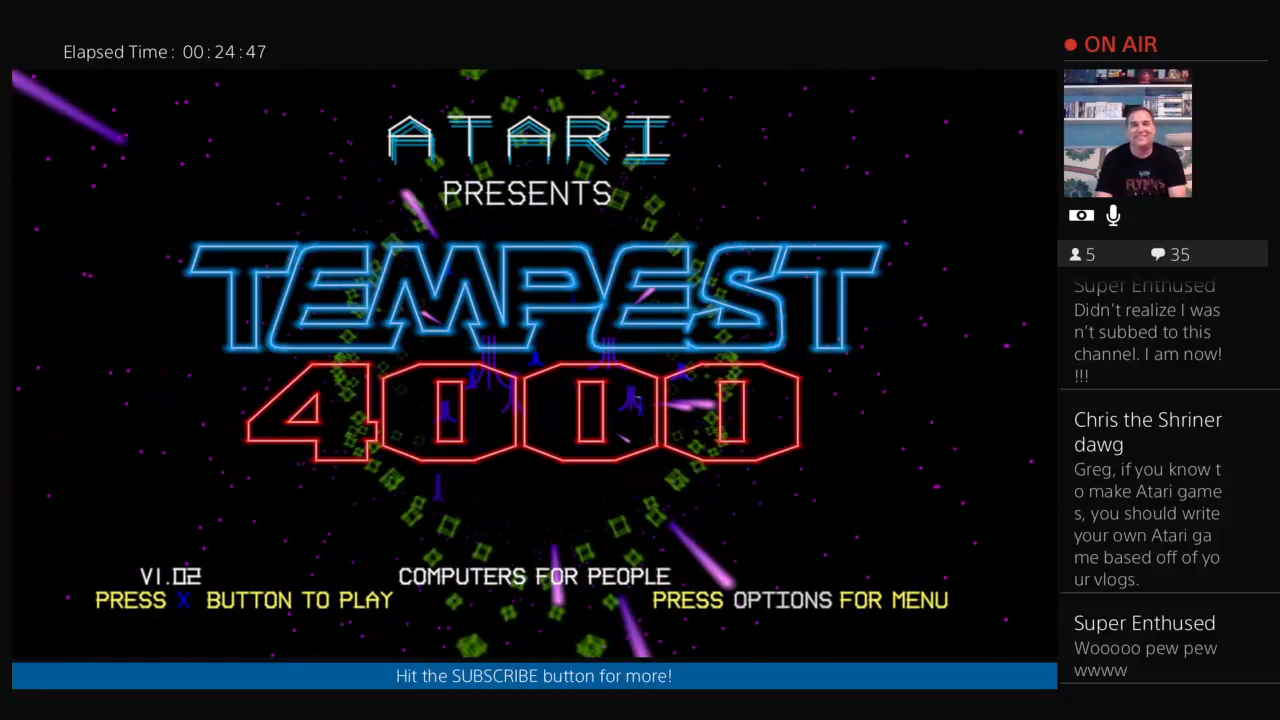 Elapsed Time: 00:24:47
ON AIR
ATARI
PRESENTS
TEMPEST
4000
V1.02
COMPUTERS FOR PEOPLE
PRESS X BUTTON TO PLAY
PRESS OPTIONS FOR MENU
Hit the SUBSCRIBE button for more!
FLYNN'S
5
35
Super Enthused
Didn't realize I was
n't subbed to this
channel. I am now!
!!!
Chris the Shriner
dawg
Greg, if you know t
o make Atari game
s, you should write
your own Atari ga
me based off of yo
ur vlogs.
Super Enthused
Wooooo pew pew
wwww